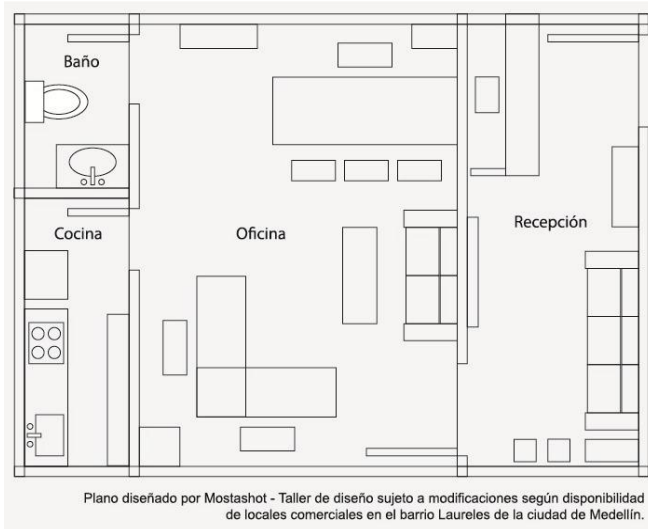 Baño
Cocina
Oficina
Recepción
Plano diseñado por Mostashot - Taller de diseño sujeto a modificaciones según disponibilidad
de locales comerciales en el barrio Laureles de la ciudad de Medellín.